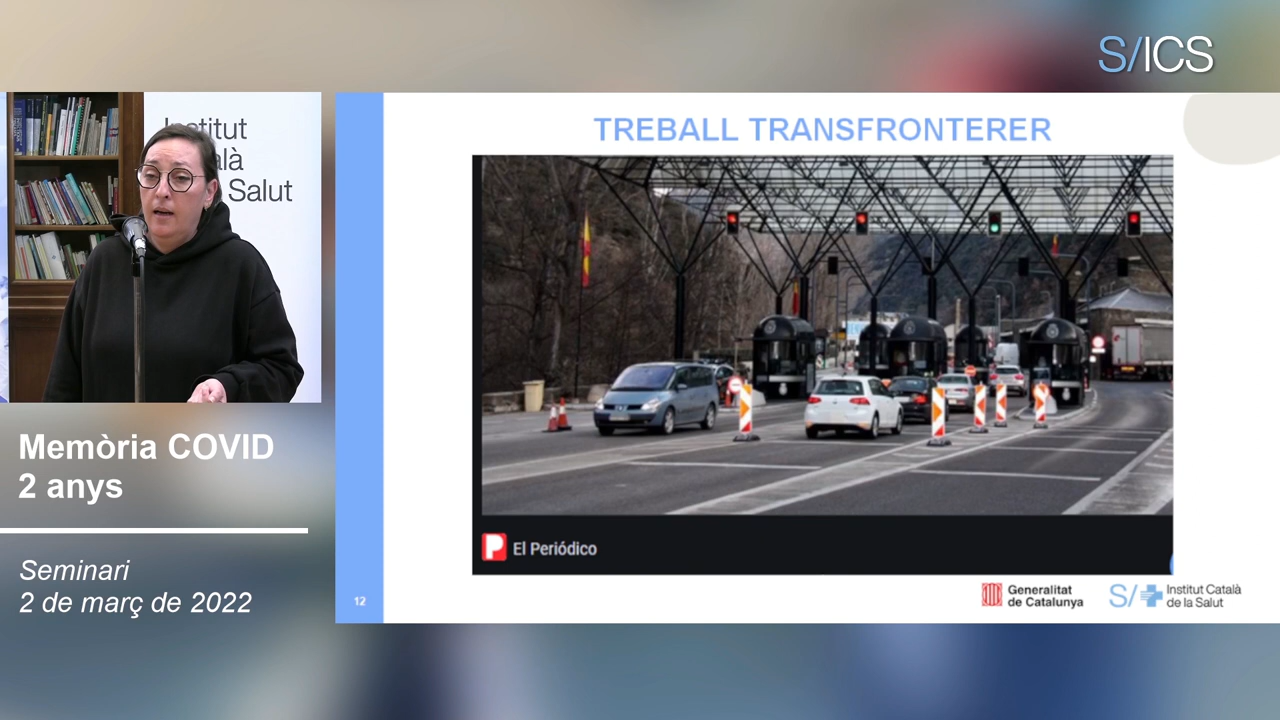 S/ICS
Institut
Salut
Memòria COVID
2 anys
Seminari
2 de març de 2022
TREBALL TRANSFRONTERER
El Periódico
12
Generalitat
de Catalunya
S/
Institut Català
de la Salut